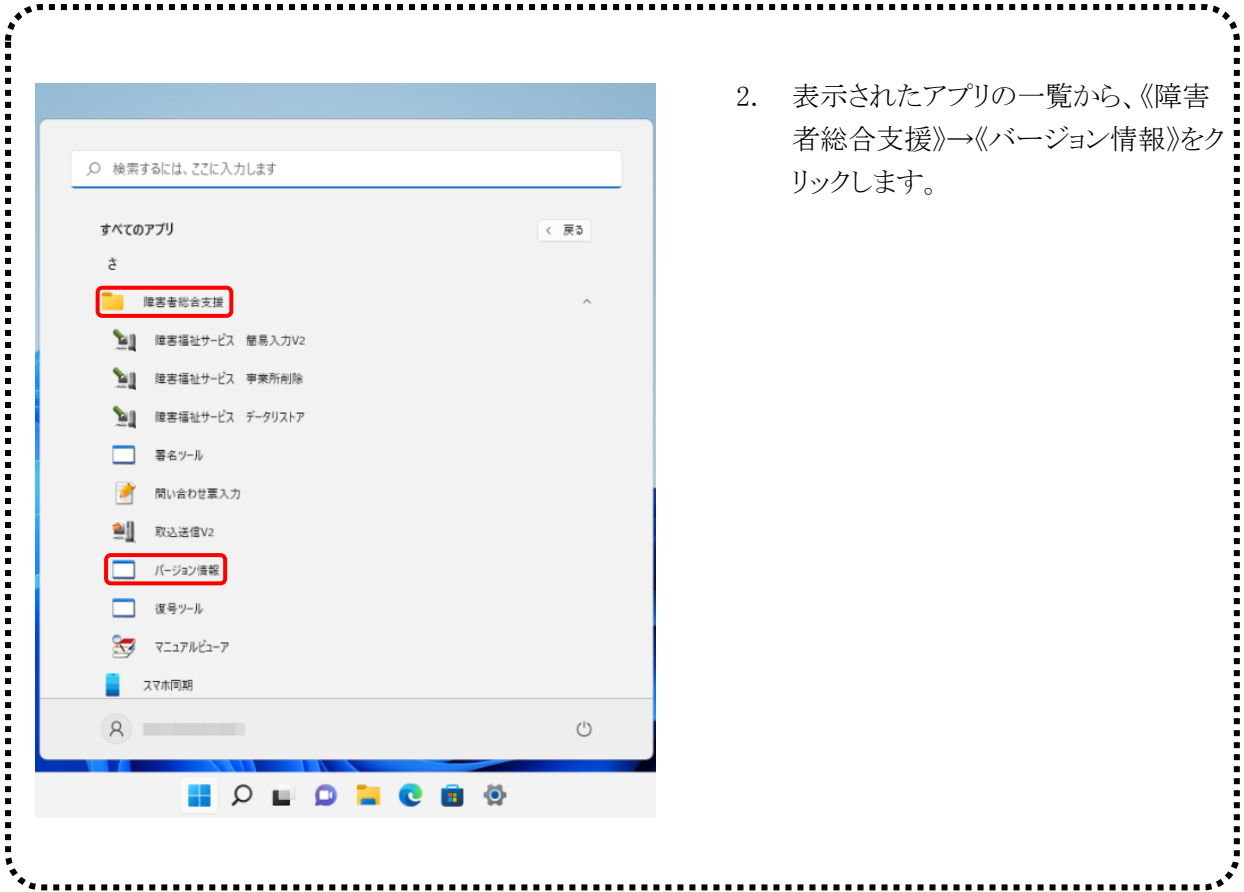 検索するには、ここに入力します
すべてのアプリ
戻る
さ
障害者総合支援
障害福祉サービス　簡易入力V2
障害福祉サービス　事業所削除
障害福祉サービス　データリストア
署名ツール
問い合わせ票入力
取込送信V2
バージョン情報
復号ツール
マニュアルビューア
スマホ同期
2.　表示されたアプリの一覧から、《障害
者総合支援》→《バージョン情報》をク
リックします。